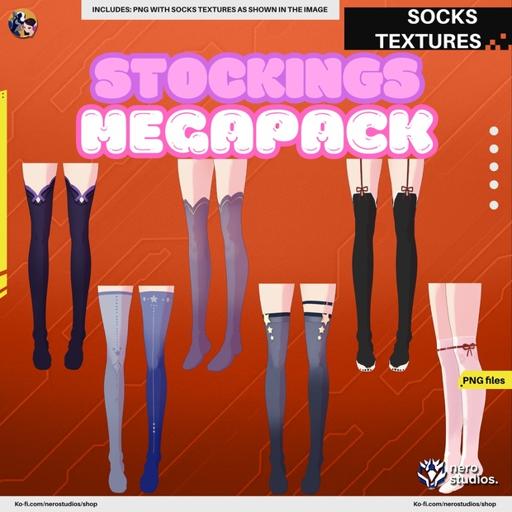 INCLUDES: PNG WITH SOCKS TEXTURES AS SHOWN IN THE IMAGE
SOCKS
TEXTURES
STOCKINGS
MEGAPACK
PNG files
nero
studios.
Ko-fi.com/nerostudios/shop
Ko-fi.com/nerostudios/shop